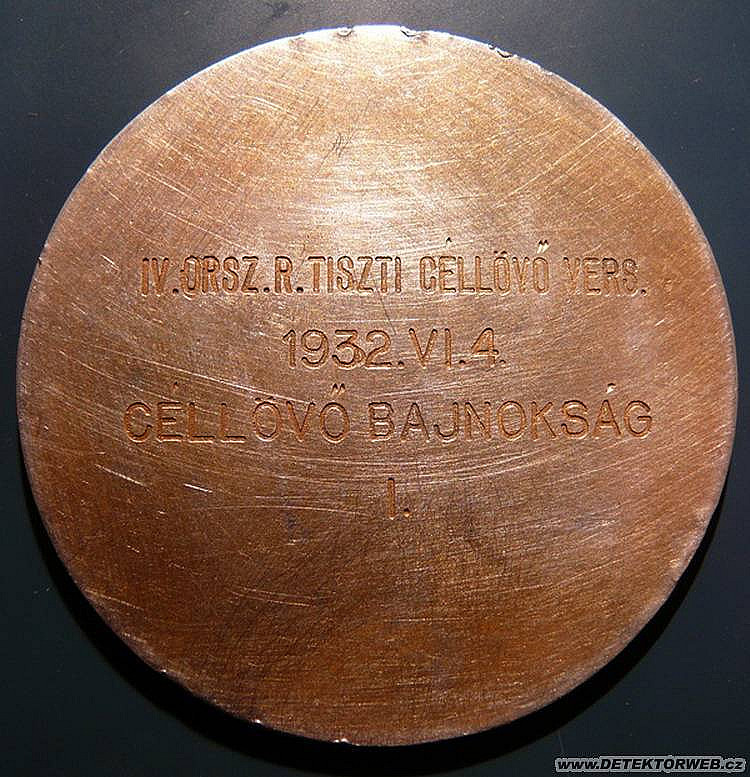 IV.ORSZ.R.TISZTI CÉLLÖVŐ VERS.
1932.VI.4.
CÉLLÖVŐ BAJNOKSÁG
I.
www.DETEKTORWEB.cz